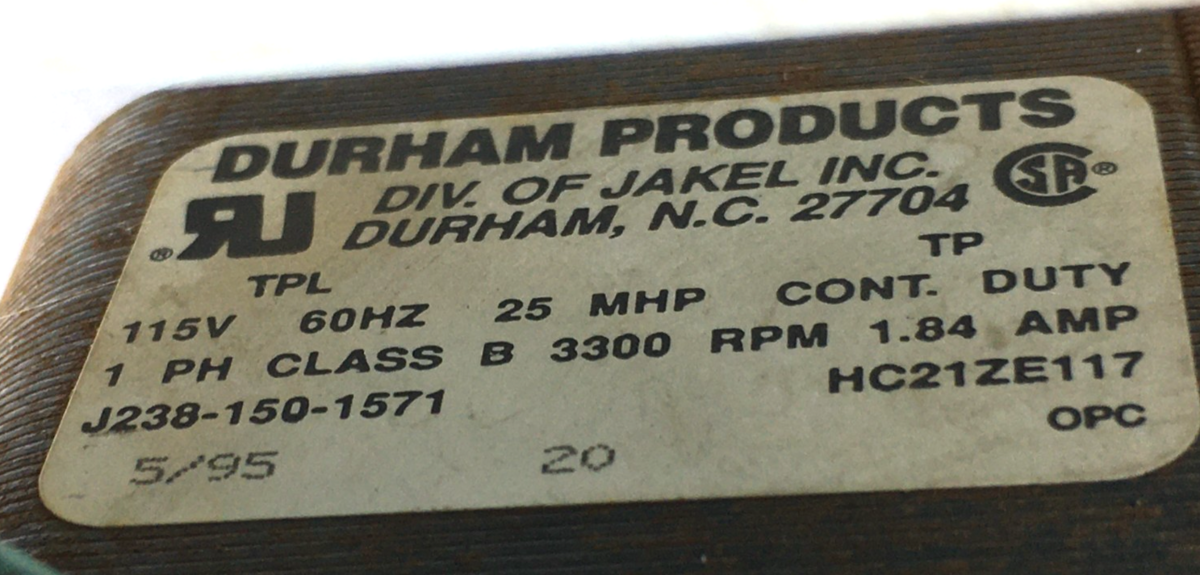 DURHAM PRODUCTS
DIV. OF JAKEL INC.
DURHAM, N.C. 27704
TPL TP
115V 60HZ 25 MHP CONT. DUTY
1 PH CLASS B 3300 RPM 1.84 AMP
J238-150-1571 HC21ZE117
OPC
5/95 20